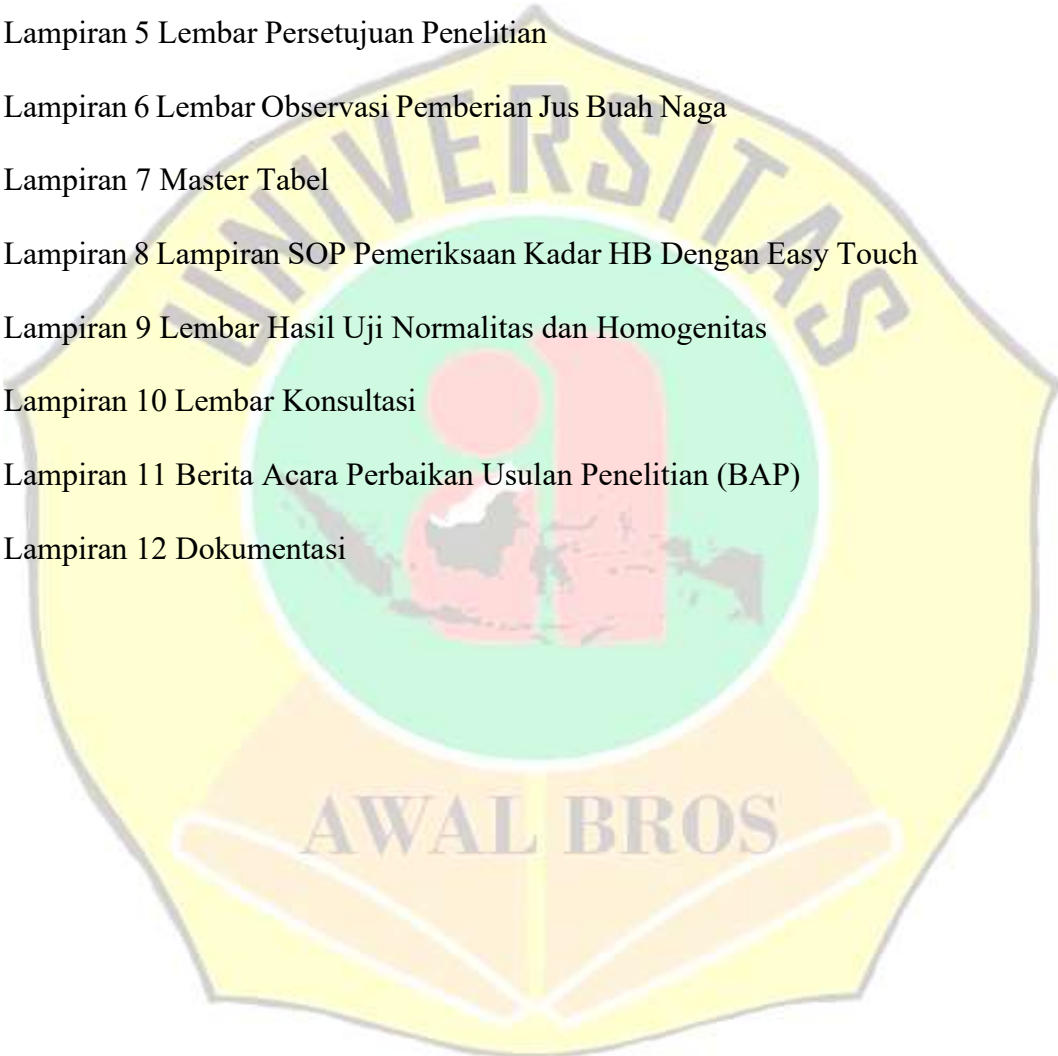 Lampiran 5 Lembar Persetujuan Penelitian
Lampiran 6 Lembar Observasi Pemberian Jus Buah Naga
UNIVERSITAS
Lampiran 7 Master Tabel
Lampiran 8 Lampiran SOP Pemeriksaan Kadar HB Dengan Easy Touch
Lampiran 9 Lembar Hasil Uji Normalitas dan Homogenitas
Lampiran 10 Lembar Konsultasi
Lampiran 11 Berita Acara Perbaikan Usulan Penelitian (BAP)
Lampiran 12 Dokumentasi
AWAL BROS